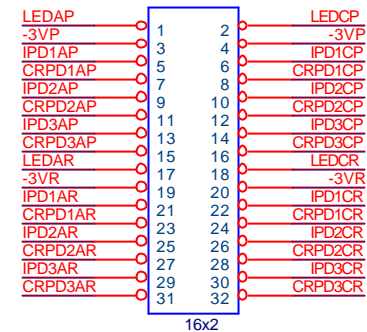 LEDAP 1 2 LEDCP
-3VP 3 4 -3VP
IPD1AP 5 6 IPD1CP
CRPD1AP 7 8 CRPD1CP
IPD2AP 9 10 IPD2CP
CRPD2AP 11 12 CRPD2CP
IPD3AP 13 14 IPD3CP
CRPD3AP 15 16 CRPD3CP
LEDAR 17 18 LEDCR
-3VR 19 20 -3VR
IPD1AR 21 22 IPD1CR
CRPD1AR 23 24 CRPD1CR
IPD2AR 25 26 IPD2CR
CRPD2AR 27 28 CRPD2CR
IPD3AR 29 30 IPD3CR
CRPD3AR 31 32 CRPD3CR
16x2